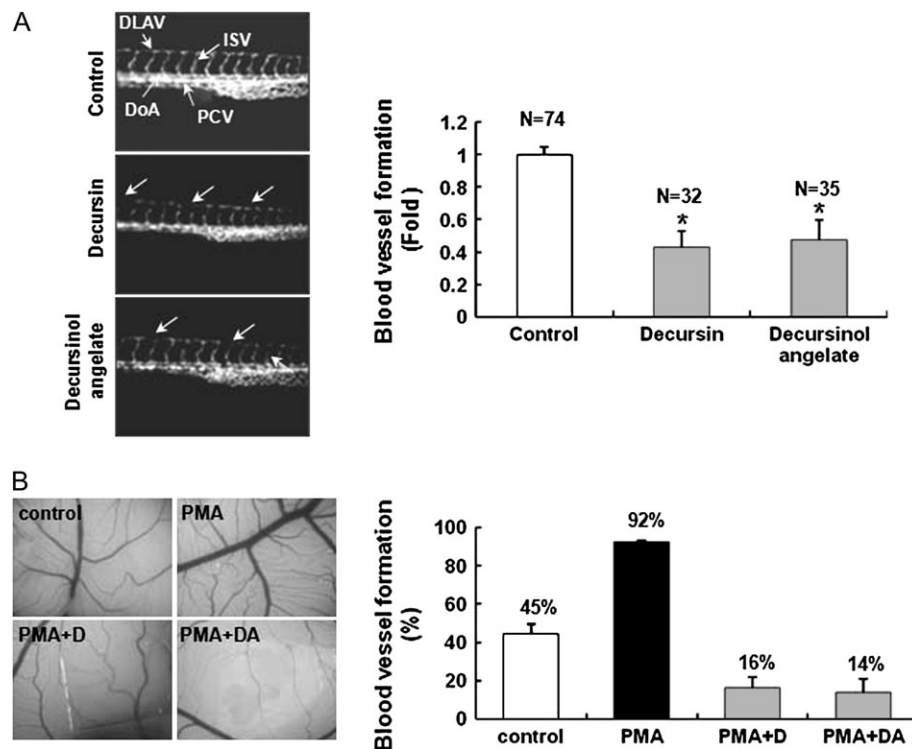 A
DLAV
ISV
DoA
PCV
Control
Decursin
Decursinol
angelate
Blood vessel formation
(Fold)
1.2
1
0.8
0.6
0.4
0.2
0
N=74
N=32
*
N=35
*
Control
Decursin
Decursinol
angelate
B
control
PMA
PMA+D
PMA+DA
Blood vessel formation
(%)
100
80
60
40
20
0
45%
92%
16%
14%
control
PMA
PMA+D
PMA+DA